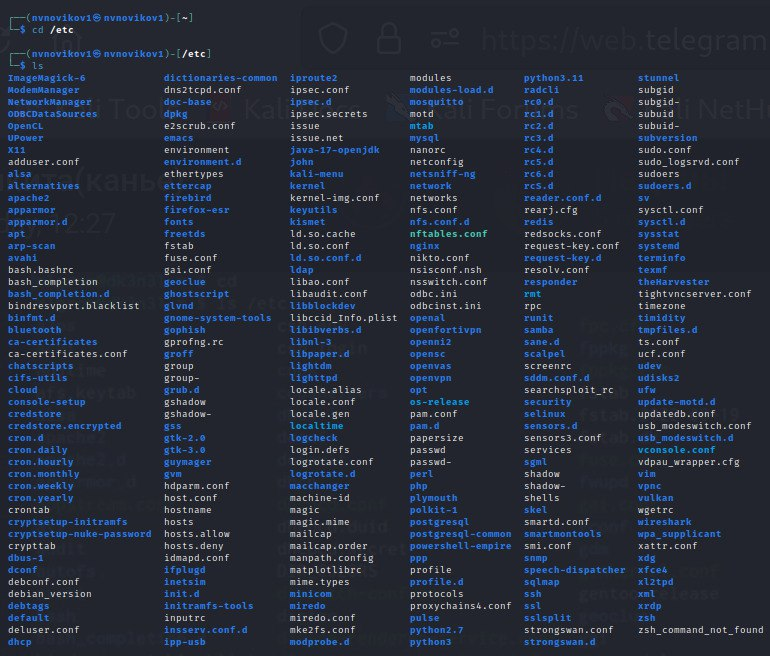 ┌──(nvnovikov1㉿nvnovikov1)-[~]
└─$ cd /etc
┌──(nvnovikov1㉿nvnovikov1)-[/etc]
└─$ ls
ImageMagick-6 dictionaries-common iproute2 modules python3.11 stunnel
ModemManager dns2tcpd.conf ipsec.conf modules-load.d radcli subgid
NetworkManager doc-base ipsec.d mosquitto rc0.d subgid-
ODBCDataSources dpkg ipsec.secrets motd rc1.d subuid
OpenCL e2scrub.conf issue mtab rc2.d subuid-
UPower emacs issue.net mysql rc3.d subversion
X11 environment java-17-openjdk nanorc rc4.d sudo.conf
adduser.conf environment.d john netconfig rc5.d sudo_logsrvd.conf
alsa ethertypes kali-menu netsniff-ng rc6.d sudoers
alternatives ettercap kernel network rcS.d sudoers.d
apache2 firebird kernel-img.conf networks reader.conf.d sv
apparmor firefox-esr keyutils nfs.conf rearj.cfg sysctl.conf
apparmor.d fonts kismet nfs.conf.d redis sysctl.d
apt freetds ld.so.cache nftables.conf redsocks.conf sysstat
arp-scan fstab ld.so.conf nginx request-key.conf systemd
avahi fuse.conf ld.so.conf.d nikto.conf request-key.d terminfo
bash.bashrc gai.conf ldap nsisconf.nsh resolv.conf texmf
bash_completion geoclue libao.conf nsswitch.conf responder theHarvester
bash_completion.d ghostscript libaudit.conf odbc.ini rmt tightvncserver.conf
bindresvport.blacklist glvnd libblockdev odbcinst.ini rpc timezone
binfmt.d gnome-system-tools libccid_Info.plist openal runit timidity
bluetooth gophish libibverbs.d openfortivpn samba tmpfiles.d
ca-certificates gprofng.rc libnl-3 openni2 sane.d ts.conf
ca-certificates.conf groff libpaper.d opensc scalpel ucf.conf
chatscripts group lightdm openvas screenrc udev
cifs-utils group- lighttpd openvpn sddm.conf.d udisks2
cloud grub.d locale.alias opt searchsploit_rc ufw
console-setup gshadow locale.conf os-release security update-motd.d
credstore gshadow- locale.gen pam.conf selinux updatedb.conf
credstore.encrypted gss localtime pam.d sensors.d usb_modeswitch.conf
cron.d gtk-2.0 logcheck papersize sensors3.conf usb_modeswitch.d
cron.daily gtk-3.0 login.defs passwd services vconsole.conf
cron.hourly guymager logrotate.conf passwd- sgml vdpau_wrapper.cfg
cron.monthly gvm logrotate.d perl shadow vim
cron.weekly hdparm.conf macchanger php shadow- vpnc
cron.yearly host.conf machine-id plymouth shells vulkan
crontab hostname magic polkit-1 skel wgetrc
cryptsetup-initramfs hosts magic.mime postgresql smartd.conf wireshark
cryptsetup-nuke-password hosts.allow mailcap postgresql-common smartmontools wpa_supplicant
crypttab hosts.deny mailcap.order powershell-empire smi.conf xattr.conf
dbus-1 idmapd.conf manpath.config ppp snmp xdg
dconf ifplugd matplotlibrc profile speech-dispatcher xfce4
debconf.conf inetsim mime.types profile.d sqlmap xl2tpd
debian_version init.d minicom protocols ssh xml
debtags initramfs-tools miredo proxychains4.conf ssl xrdp
default inputrc miredo.conf pulse sslsplit zsh
deluser.conf insserv.conf.d mke2fs.conf python2.7 strongswan.conf zsh_command_not_found
dhcp ipp-usb modprobe.d python3 strongswan.d
https://web.telegram
12:27